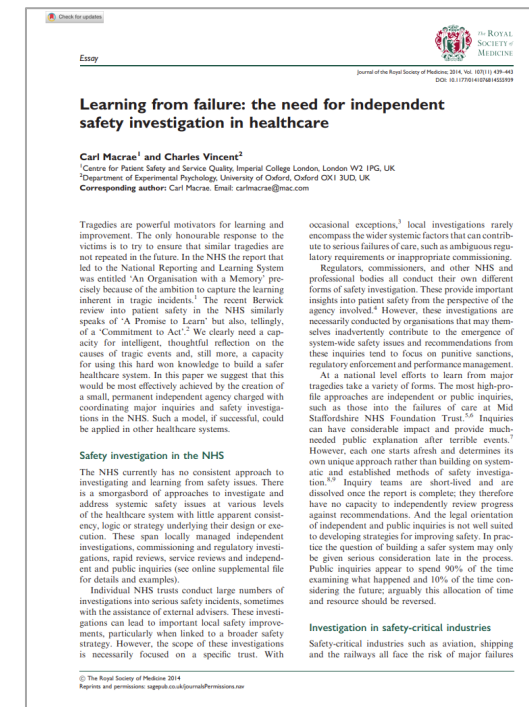 Check for updates
The ROYAL
SOCIETY of
MEDICINE
Essay
Journal of the Royal Society of Medicine; 2014, Vol. 107(11) 439–443
DOI: 10.1177/0141076814555939
Learning from failure: the need for independent
safety investigation in healthcare
Carl Macrae¹ and Charles Vincent²
¹Centre for Patient Safety and Service Quality, Imperial College London, London W2 1PG, UK
²Department of Experimental Psychology, University of Oxford, Oxford OX1 3UD, UK
Corresponding author: Carl Macrae. Email: carlmacrae@mac.com
Tragedies are powerful motivators for learning and
improvement. The only honourable response to the
victims is to try to ensure that similar tragedies are
not repeated in the future. In the NHS the report that
led to the National Reporting and Learning System
was entitled ‘An Organisation with a Memory’ pre-
cisely because of the ambition to capture the learning
inherent in tragic incidents.¹ The recent Berwick
review into patient safety in the NHS similarly
speaks of ‘A Promise to Learn’ but also, tellingly,
of a ‘Commitment to Act’.² We clearly need a cap-
acity for intelligent, thoughtful reflection on the
causes of tragic events and, still more, a capacity
for using this hard won knowledge to build a safer
healthcare system. In this paper we suggest that this
would be most effectively achieved by the creation of
a small, permanent independent agency charged with
coordinating major inquiries and safety investiga-
tions in the NHS. Such a model, if successful, could
be applied in other healthcare systems.
Safety investigation in the NHS
The NHS currently has no consistent approach to
investigating and learning from safety issues. There
is a smorgasbord of approaches to investigate and
address systemic safety issues at various levels
of the healthcare system with little apparent consist-
ency, logic or strategy underlying their design or exe-
cution. These span locally managed independent
investigations, commissioning and regulatory investi-
gations, rapid reviews, service reviews and independ-
ent and public inquiries (see online supplemental file
for details and examples).
Individual NHS trusts conduct large numbers of
investigations into serious safety incidents, sometimes
with the assistance of external advisers. These investi-
gations can lead to important local safety improve-
ments, particularly when linked to a broader safety
strategy. However, the scope of these investigations
is necessarily focused on a specific trust. With
occasional exceptions,³ local investigations rarely
encompass the wider systemic factors that can contrib-
ute to serious failures of care, such as ambiguous regu-
latory requirements or inappropriate commissioning.
Regulators, commissioners, and other NHS and
professional bodies all conduct their own different
forms of safety investigation. These provide important
insights into patient safety from the perspective of the
agency involved.⁴ However, these investigations are
necessarily conducted by organisations that may them-
selves inadvertently contribute to the emergence of
system-wide safety issues and recommendations from
these inquiries tend to focus on punitive sanctions,
regulatory enforcement and performance management.
At a national level efforts to learn from major
tragedies take a variety of forms. The most high-pro-
file approaches are independent or public inquiries,
such as those into the failures of care at Mid
Staffordshire NHS Foundation Trust.⁵,⁶ Inquiries
can have considerable impact and provide much-
needed public explanation after terrible events.⁷
However, each one starts afresh and determines its
own unique approach rather than building on system-
atic and established methods of safety investiga-
tion.⁸,⁹ Inquiry teams are short-lived and are
dissolved once the report is complete; they therefore
have no capacity to independently review progress
against recommendations. And the legal orientation
of independent and public inquiries is not well suited
to developing strategies for improving safety. In prac-
tice the question of building a safer system may only
be given serious consideration late in the process.
Public inquiries appear to spend 90% of the time
examining what happened and 10% of the time con-
sidering the future; arguably this allocation of time
and resource should be reversed.
Investigation in safety-critical industries
Safety-critical industries such as aviation, shipping
and the railways all face the risk of major failures
© The Royal Society of Medicine 2014
Reprints and permissions: sagepub.co.uk/journalsPermissions.nav